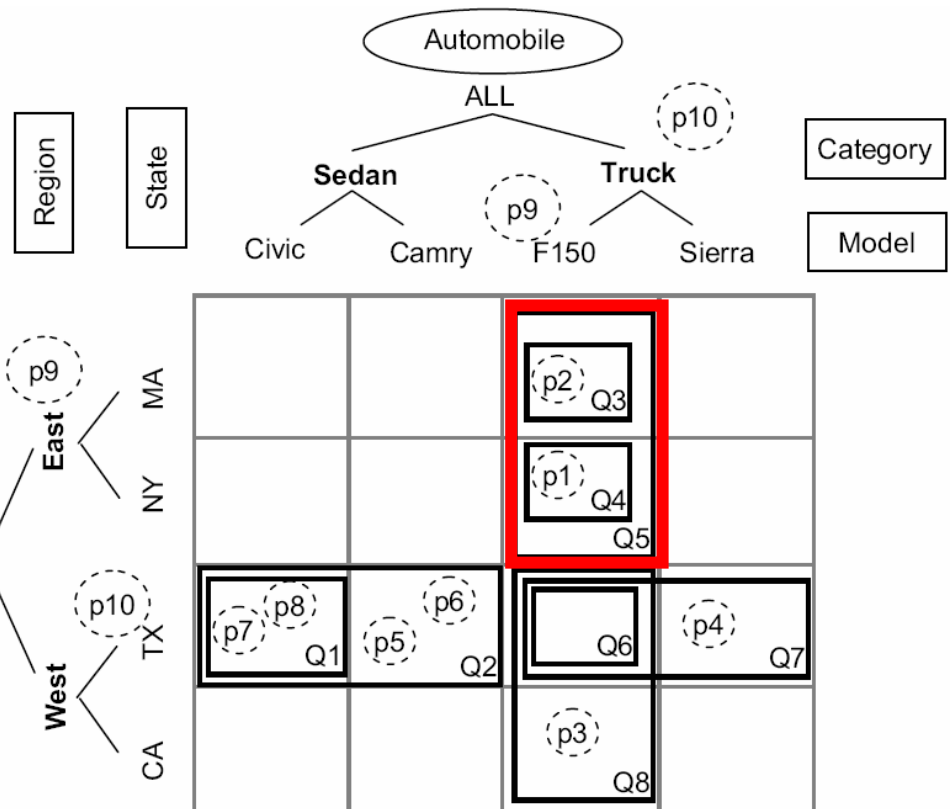 Automobile
ALL
p10
Region
State
Category
Sedan
Truck
p9
Model
Civic
Camry
F150
Sierra
p9
MA
p2
Q3
East
NY
p1
Q4
Q5
p10
TX
p7
p8
Q1
p5
p6
Q2
Q6
p4
Q7
West
CA
p3
Q8